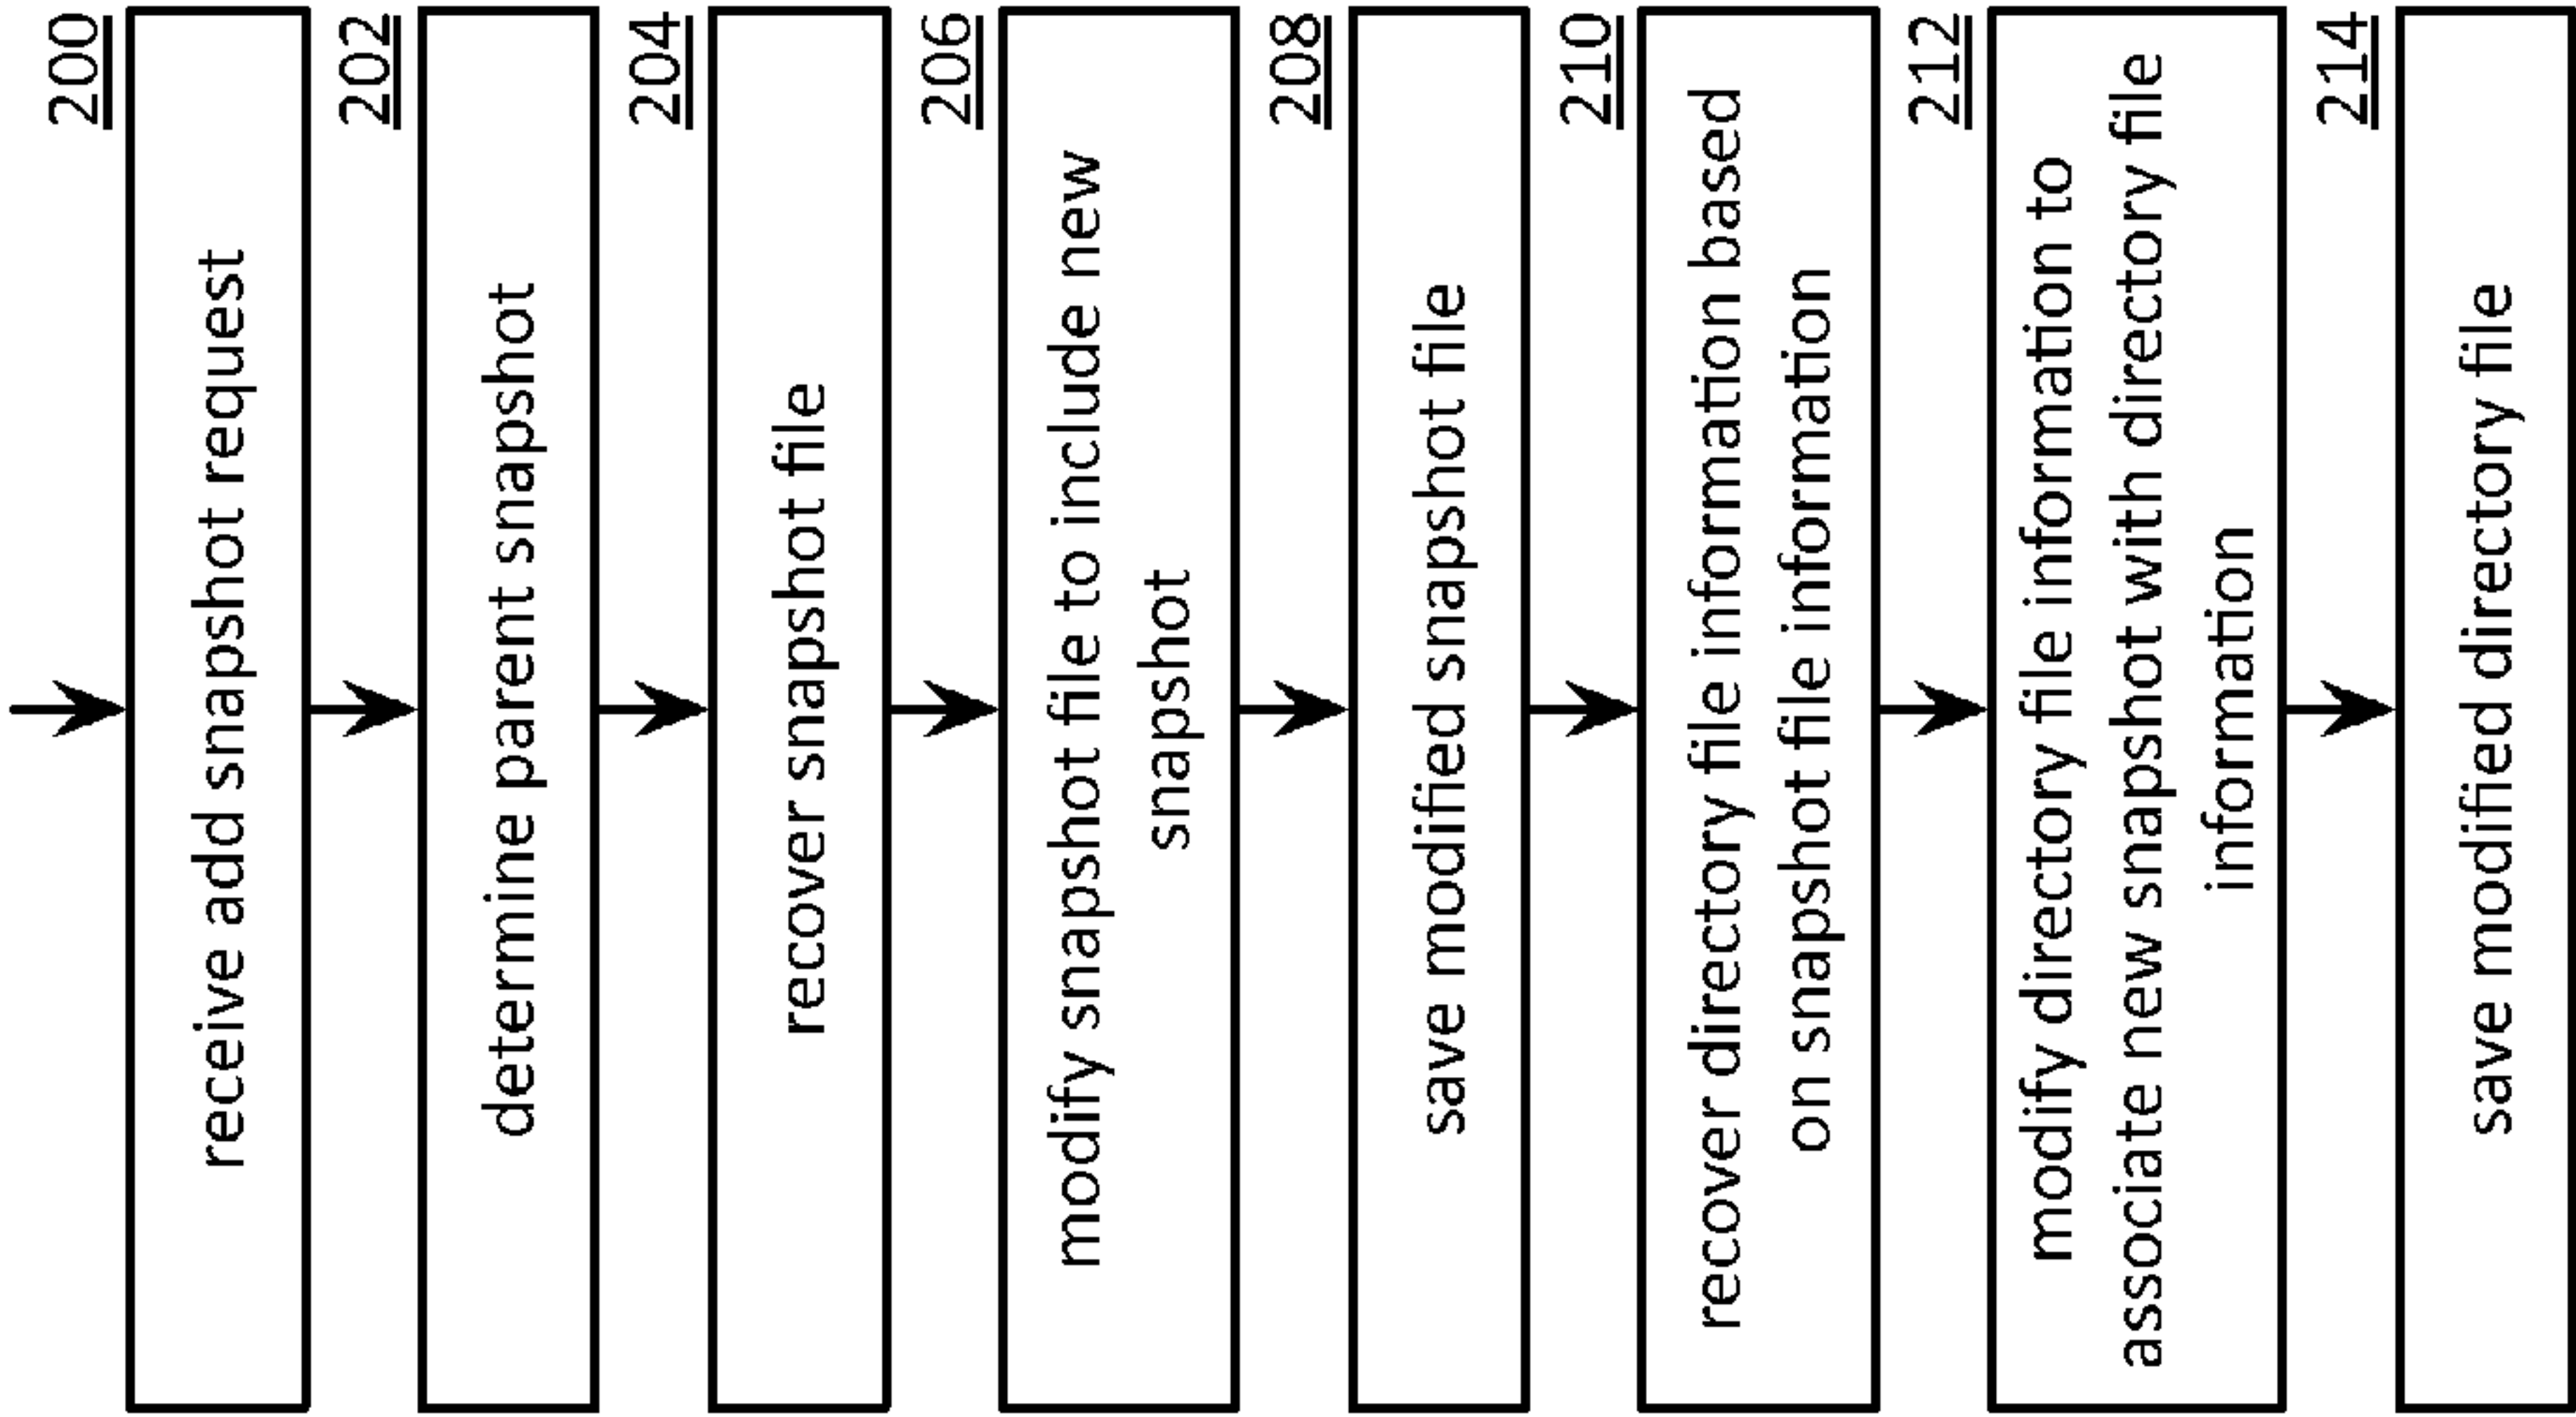 200
receive add snapshot request
202
determine parent snapshot
204
recover snapshot file
206
modify snapshot file to include new
snapshot
208
save modified snapshot file
210
recover directory file information based
on snapshot file information
212
modify directory file information to
associate new snapshot with directory file
information
214
save modified directory file